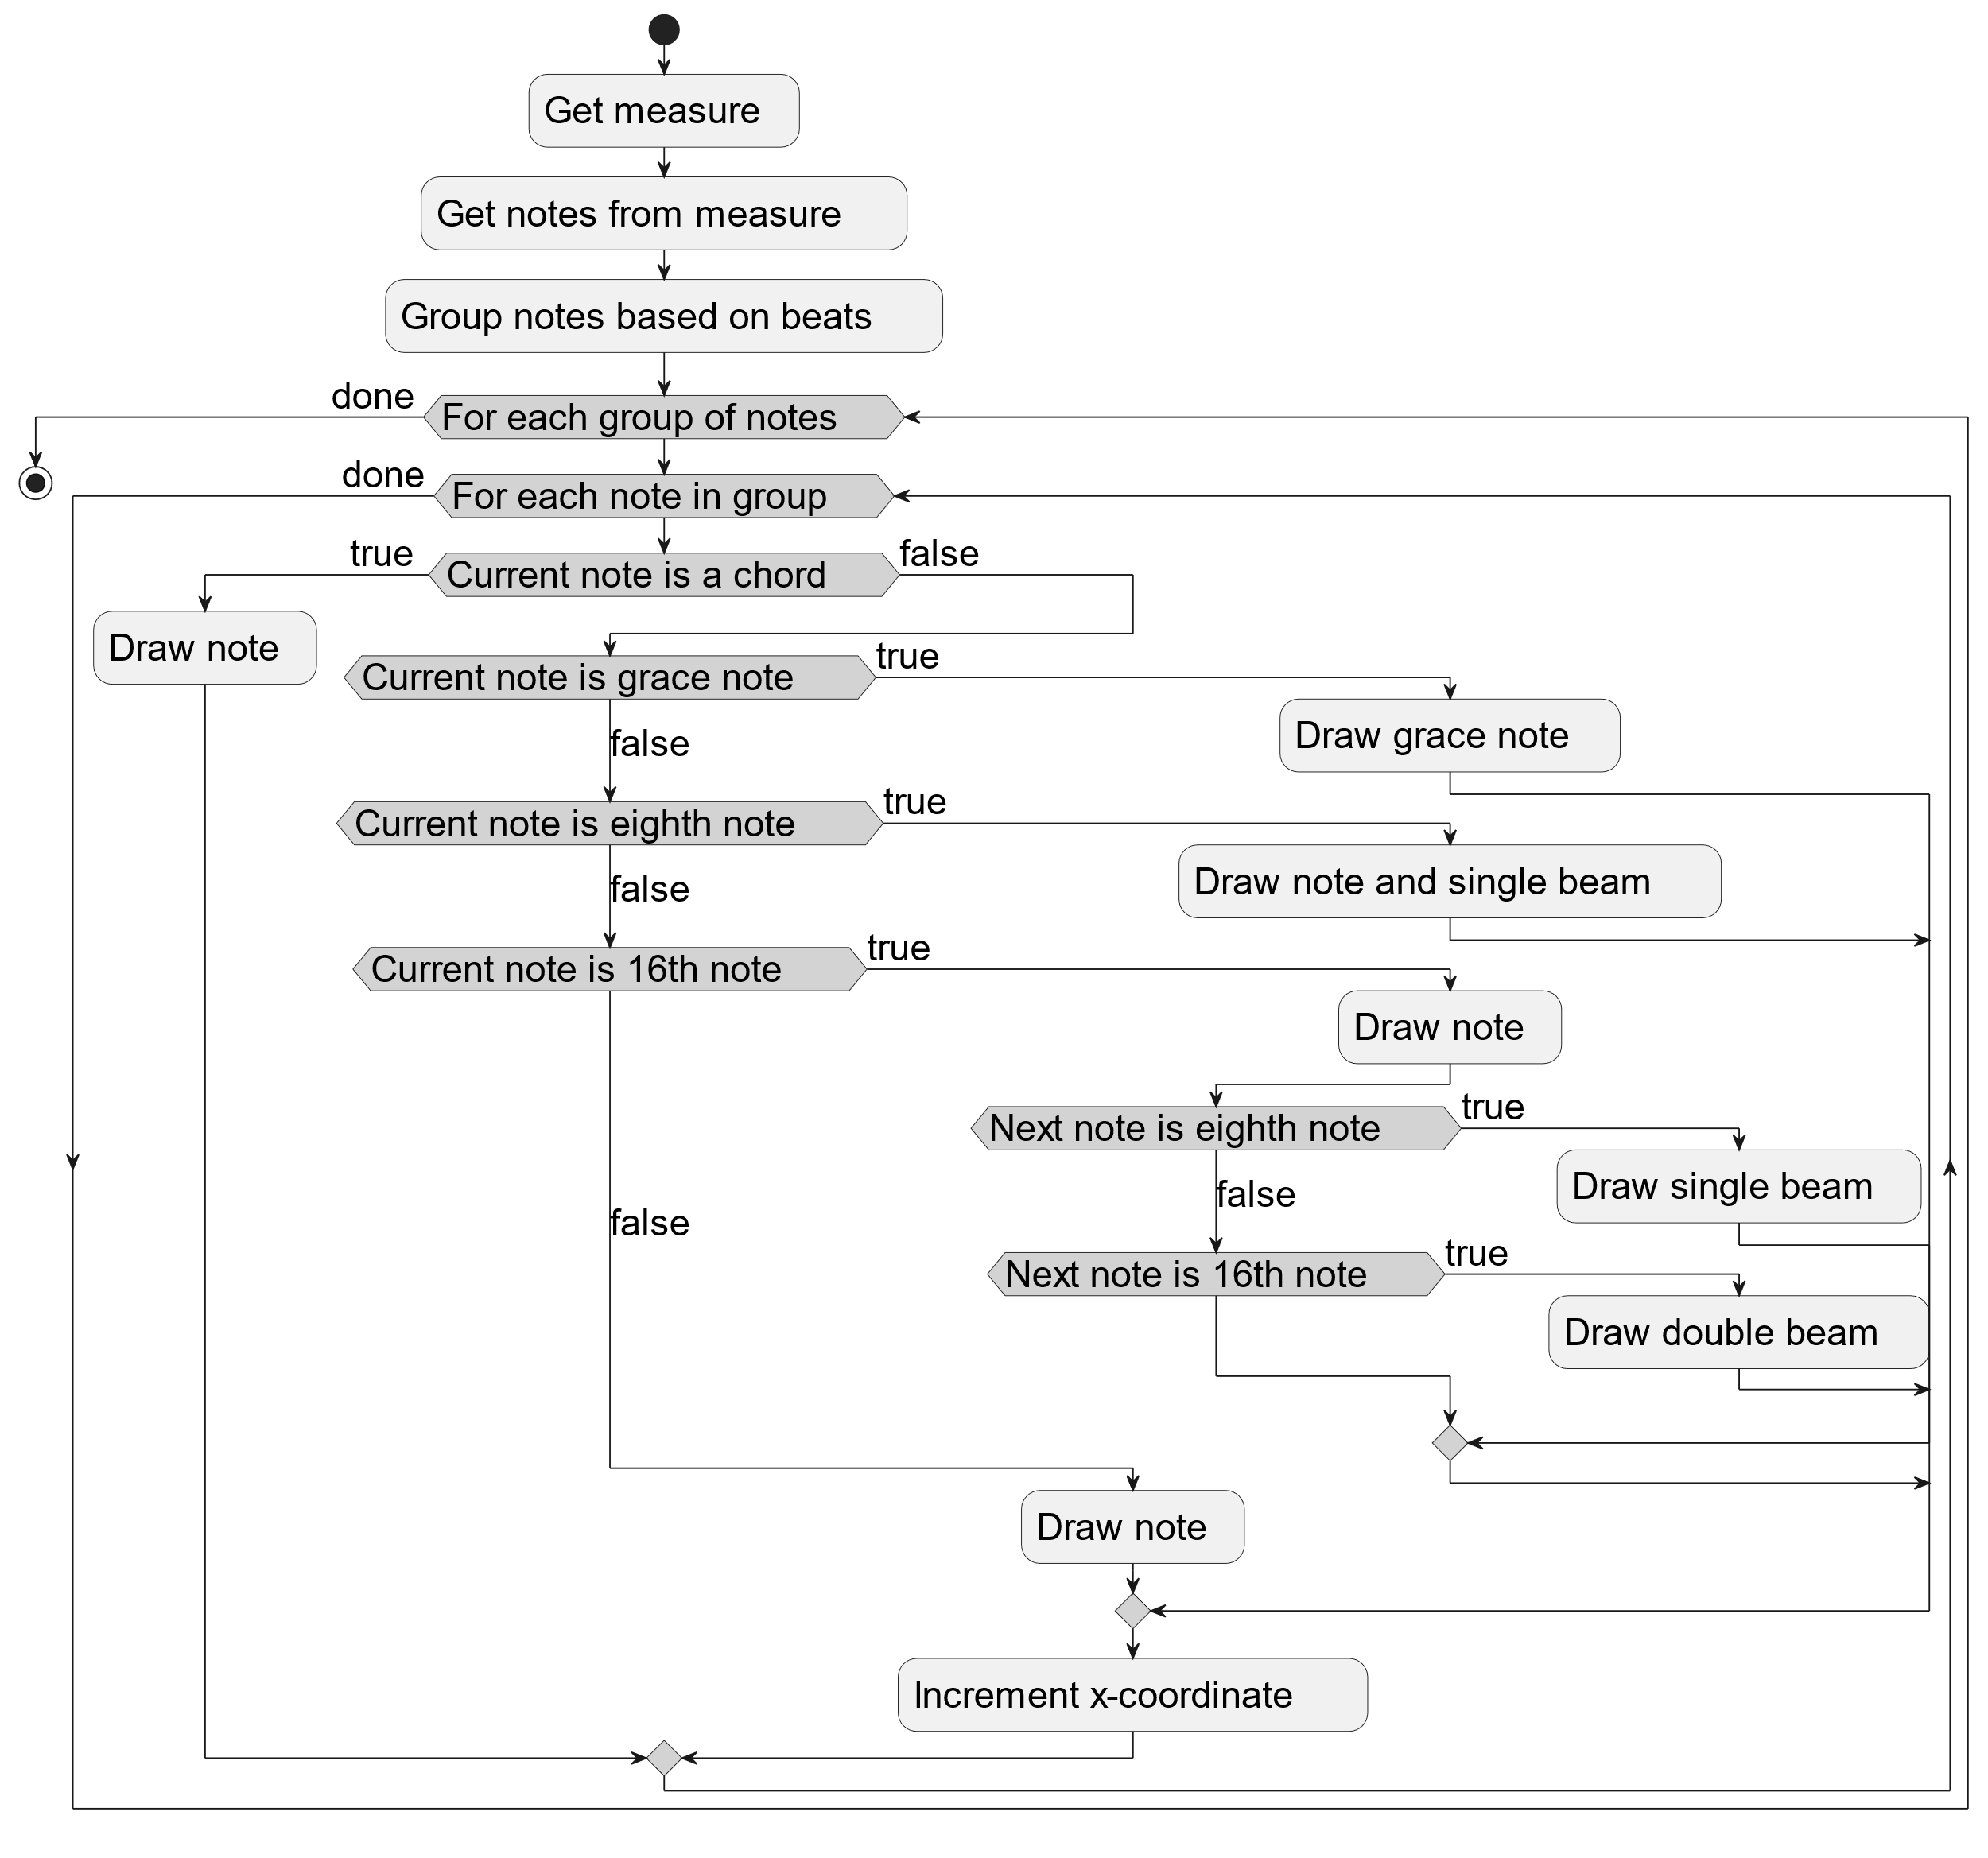 Get measure
Get notes from measure
Group notes based on beats
done
For each group of notes
done
For each note in group
true
Current note is a chord
false
Draw note
Current note is grace note
true
Draw grace note
false
Current note is eighth note
true
Draw note and single beam
false
Current note is 16th note
true
Draw note
Next note is eighth note
true
Draw single beam
false
Next note is 16th note
true
Draw double beam
false
Draw note
Increment x-coordinate